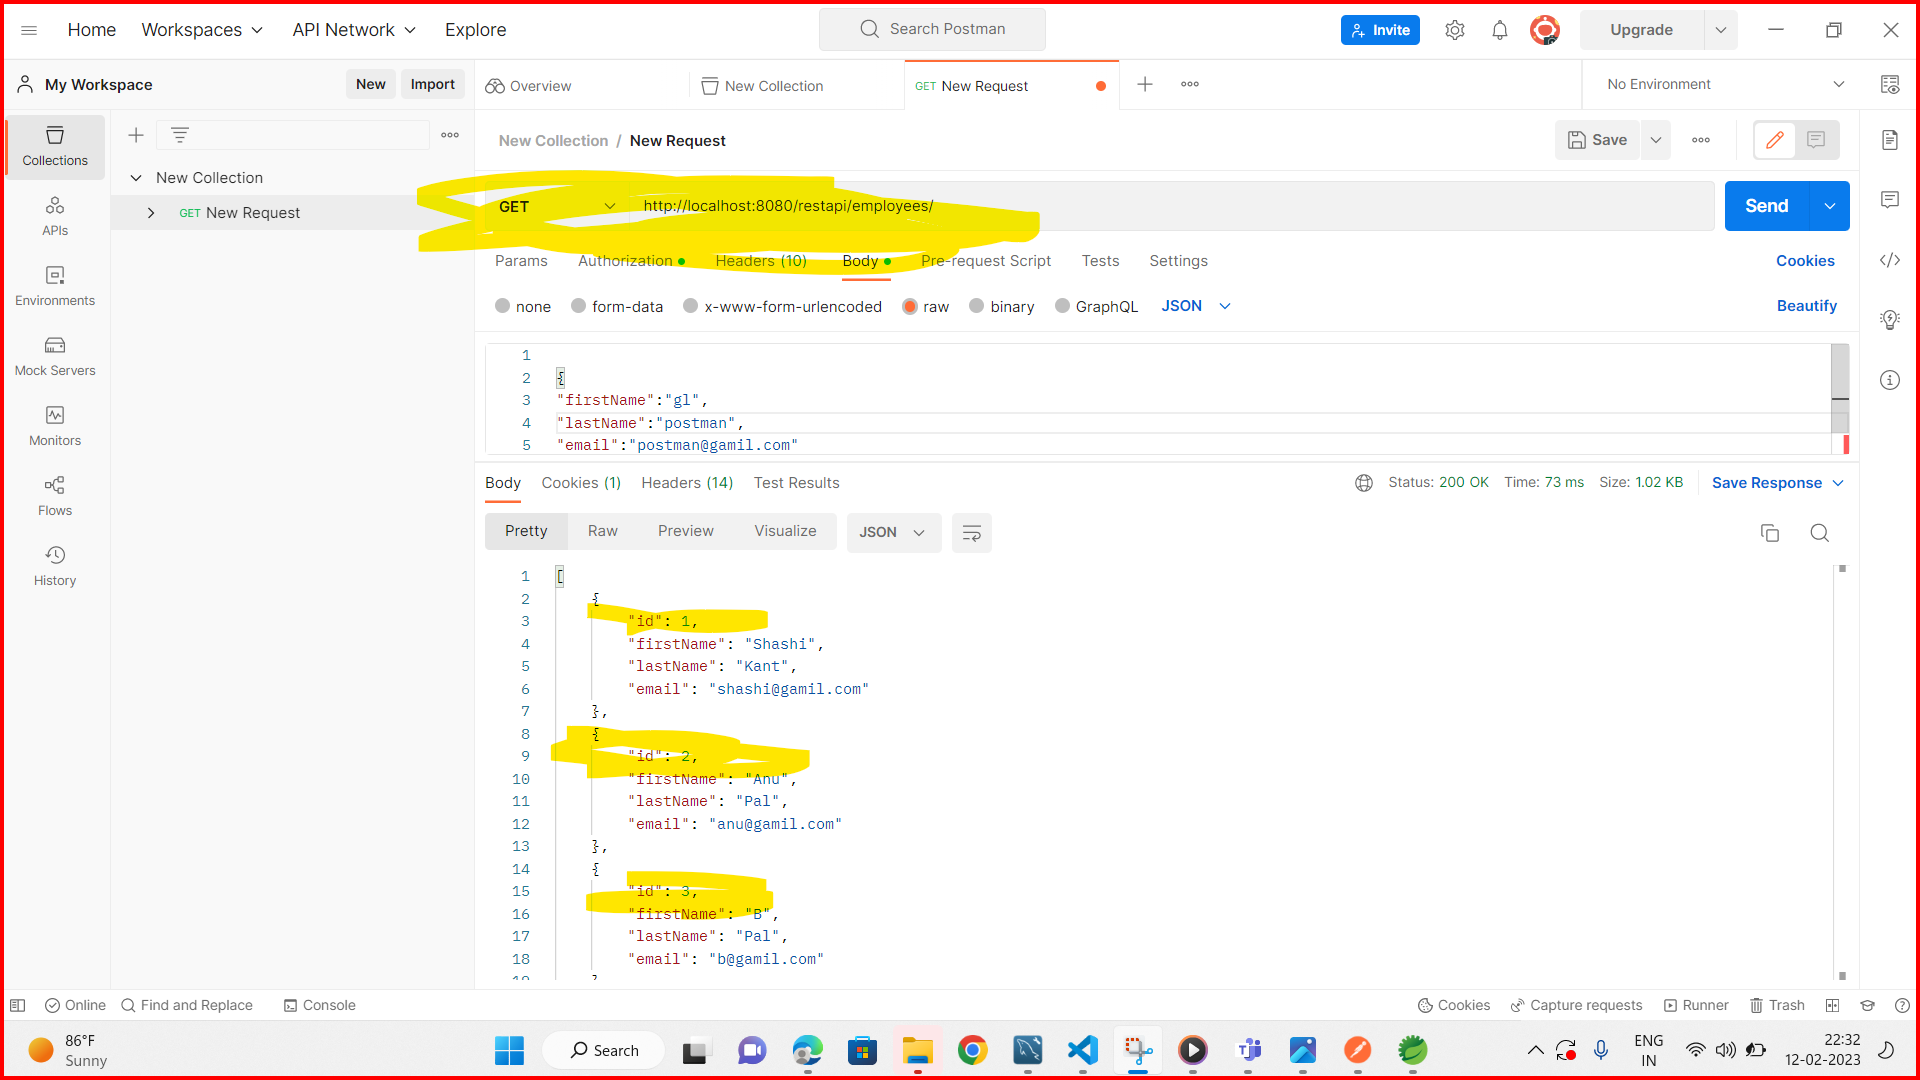 Home Workspaces API Network Explore Search Postman Invite Upgrade
My Workspace New Import Overview New Collection GET New Request No Environment
New Collection / New Request Save
Collections
New Collection
GET New Request
APIs
Environments
Mock Servers
Monitors
Flows
History
GET http://localhost:8080/restapi/employees/ Send
Params Authorization Headers (10) Body Pre-request Script Tests Settings Cookies
none form-data x-www-form-urlencoded raw binary GraphQL JSON Beautify
1
2 {
3 "firstName":"gl",
4 "lastName":"postman",
5 "email":"postman@gamil.com"
Body Cookies (1) Headers (14) Test Results Status: 200 OK Time: 73 ms Size: 1.02 KB Save Response
Pretty Raw Preview Visualize JSON
1 [
2 {
3 "id": 1,
4 "firstName": "Shashi",
5 "lastName": "Kant",
6 "email": "shashi@gamil.com"
7 },
8 {
9 "id": 2,
10 "firstName": "Anu",
11 "lastName": "Pal",
12 "email": "anu@gamil.com"
13 },
14 {
15 "id": 3,
16 "firstName": "B",
17 "lastName": "Pal",
18 "email": "b@gamil.com"
Online Find and Replace Console Cookies Capture requests Runner Trash
86°F
Sunny
Search
ENG
IN
22:32
12-02-2023